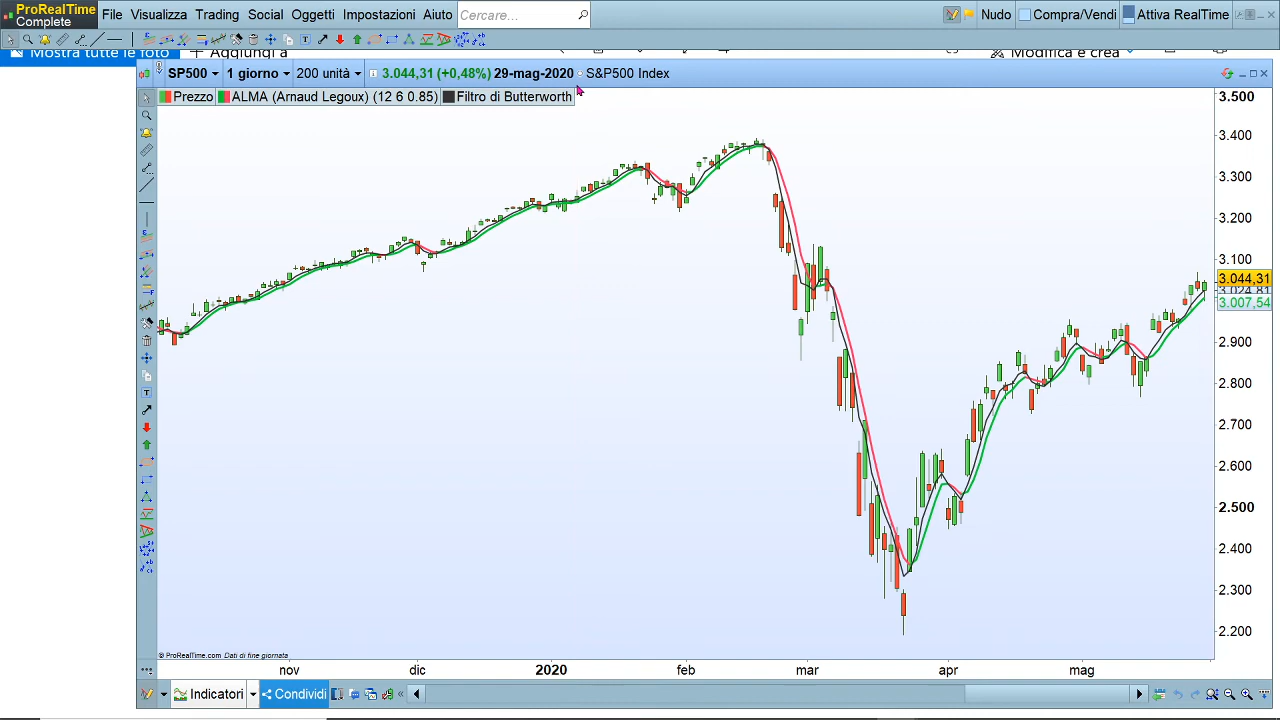 ProRealTime
Complete
File Visualizza Trading Social Oggetti Impostazioni Aiuto Cercare... Nudo Compra/Vendi Attiva RealTime
Mostra tutte le foto Aggiungi a Modifica e crea
SP500 1 giorno 200 unità 3.044,31 (+0,48%) 29-mag-2020 S&P500 Index
Prezzo ALMA (Arnaud Legoux) (12 6 0.85) Filtro di Butterworth
3.500
3.400
3.300
3.200
3.100
3.044,31
3.024,81
3.007,54
2.900
2.800
2.700
2.600
2.500
2.400
2.300
2.200
© ProRealTime.com Dati di fine giornata
nov dic 2020 feb mar apr mag
Indicatori Condividi